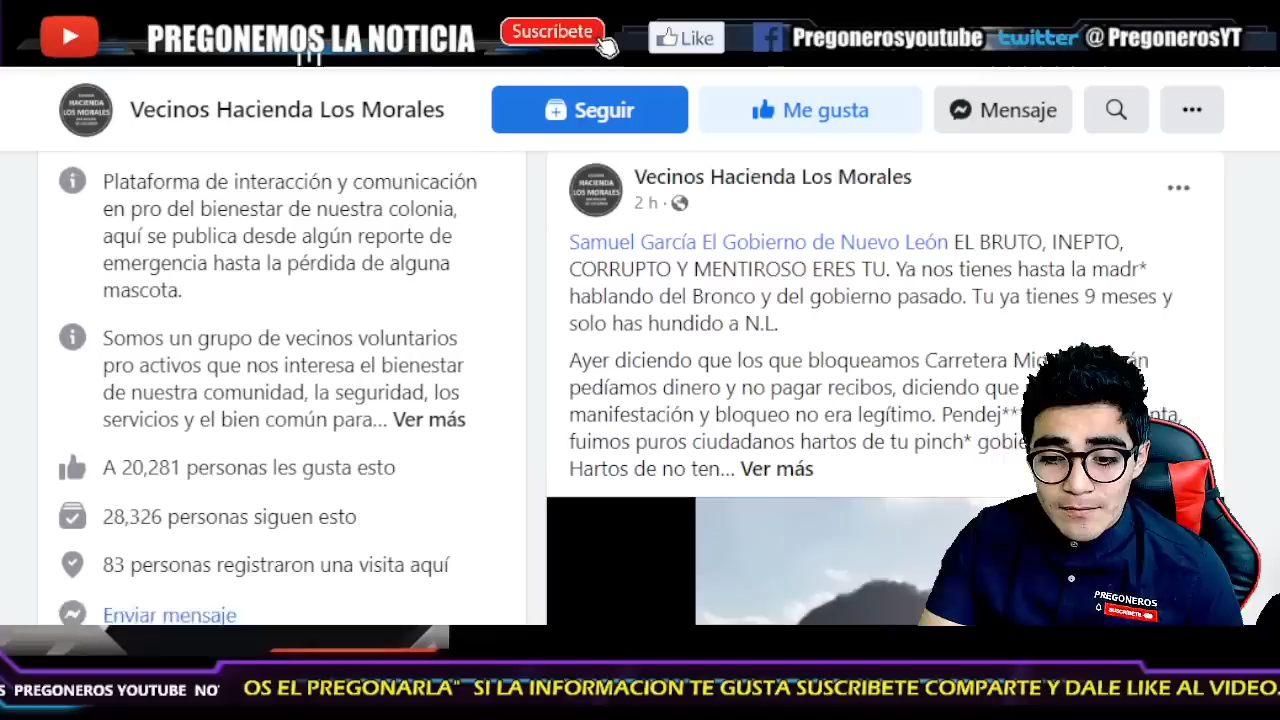 PREGONEMOS LA NOTICIA
Suscríbete
Like
Pregonerosyoutube
twitter @PregonerosYT
HACIENDA
LOS MORALES
Vecinos Hacienda Los Morales
Seguir
Me gusta
Mensaje
Plataforma de interacción y comunicación
en pro del bienestar de nuestra colonia,
aquí se publica desde algún reporte de
emergencia hasta la pérdida de alguna
mascota.
Somos un grupo de vecinos voluntarios
pro activos que nos interesa el bienestar
de nuestra comunidad, la seguridad, los
servicios y el bien común para... Ver más
A 20,281 personas les gusta esto
28,326 personas siguen esto
83 personas registraron una visita aquí
Enviar mensaje
HACIENDA
LOS MORALES
Vecinos Hacienda Los Morales
2 h ·
Samuel García El Gobierno de Nuevo León EL BRUTO, INEPTO,
CORRUPTO Y MENTIROSO ERES TU. Ya nos tienes hasta la madr*
hablando del Bronco y del gobierno pasado. Tu ya tienes 9 meses y
solo has hundido a N.L.
Ayer diciendo que los que bloqueamos Carretera
pedíamos dinero y no pagar recibos, diciendo que
manifestación y bloqueo no era legítimo. Pendej**
fuimos puros ciudadanos hartos de tu pinch*
Hartos de no ten... Ver más
PREGONEROS
SUSCRIBETE
S PREGONEROS YOUTUBE NO
OS EL PREGONARLA" SI LA INFORMACION TE GUSTA SUSCRIBETE COMPARTE Y DALE LIKE AL VIDEO.